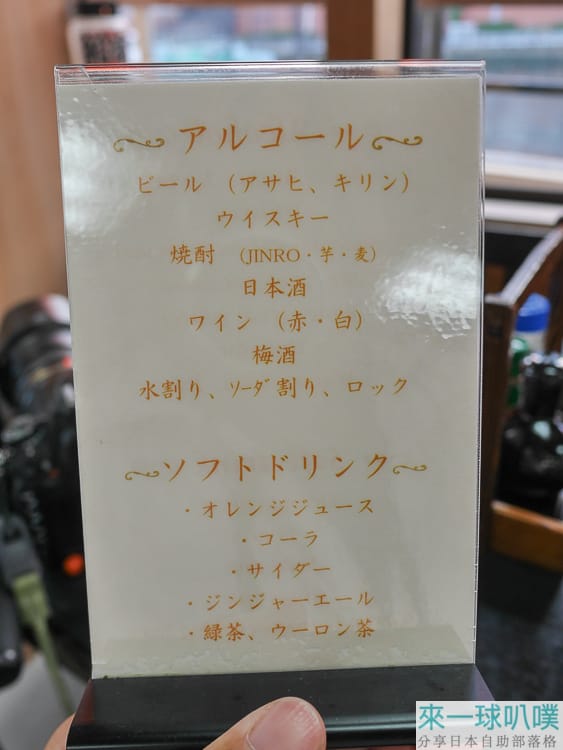 ～アルコール～
ビール （アサヒ、キリン）
ウイスキー
焼酎 （JINRO・芋・麦）
日本酒
ワイン （赤・白）
梅酒
水割り、ｿｰﾀﾞ割り、ロック
～ソフトドリンク～
・オレンジジュース
・コーラ
・サイダー
・ジンジャーエール
・緑茶、ウーロン茶
來一球叭噗
分享日本自助部落格